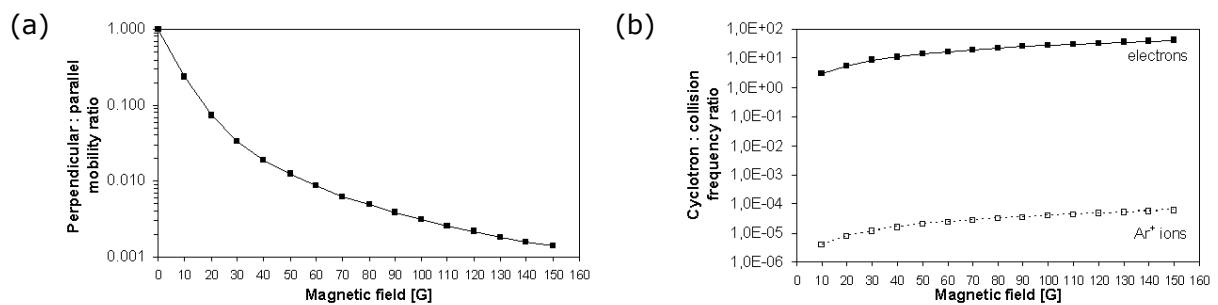 (a)
Perpendicular : parallel
mobility ratio
1.000
0.100
0.010
0.001
0 10 20 30 40 50 60 70 80 90 100 110 120 130 140 150 160
Magnetic field [G]
(b)
Cyclotron : collision
frequency ratio
1,0E+02
1,0E+01
1,0E+00
1,0E-01
1,0E-02
1,0E-03
1,0E-04
1,0E-05
1,0E-06
electrons
Ar⁺ ions
0 10 20 30 40 50 60 70 80 90 100 110 120 130 140 150 160
Magnetic field [G]